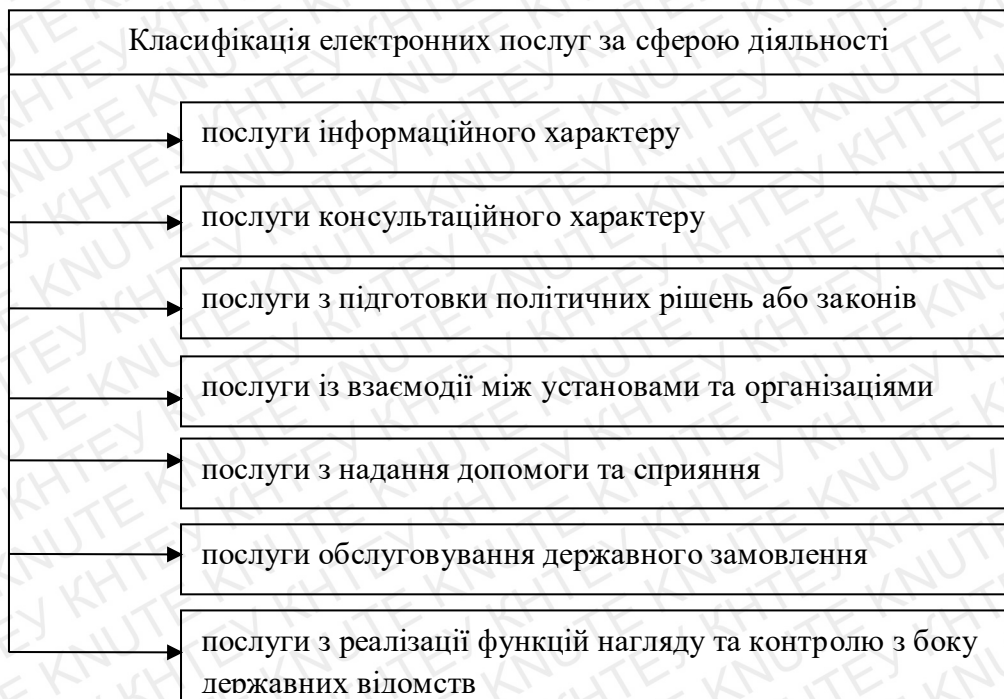 Класифікація електронних послуг за сферою діяльності
послуги інформаційного характеру
послуги консультаційного характеру
послуги з підготовки політичних рішень або законів
послуги із взаємодії між установами та організаціями
послуги з надання допомоги та сприяння
послуги обслуговування державного замовлення
послуги з реалізації функцій нагляду та контролю з боку
державних відомств